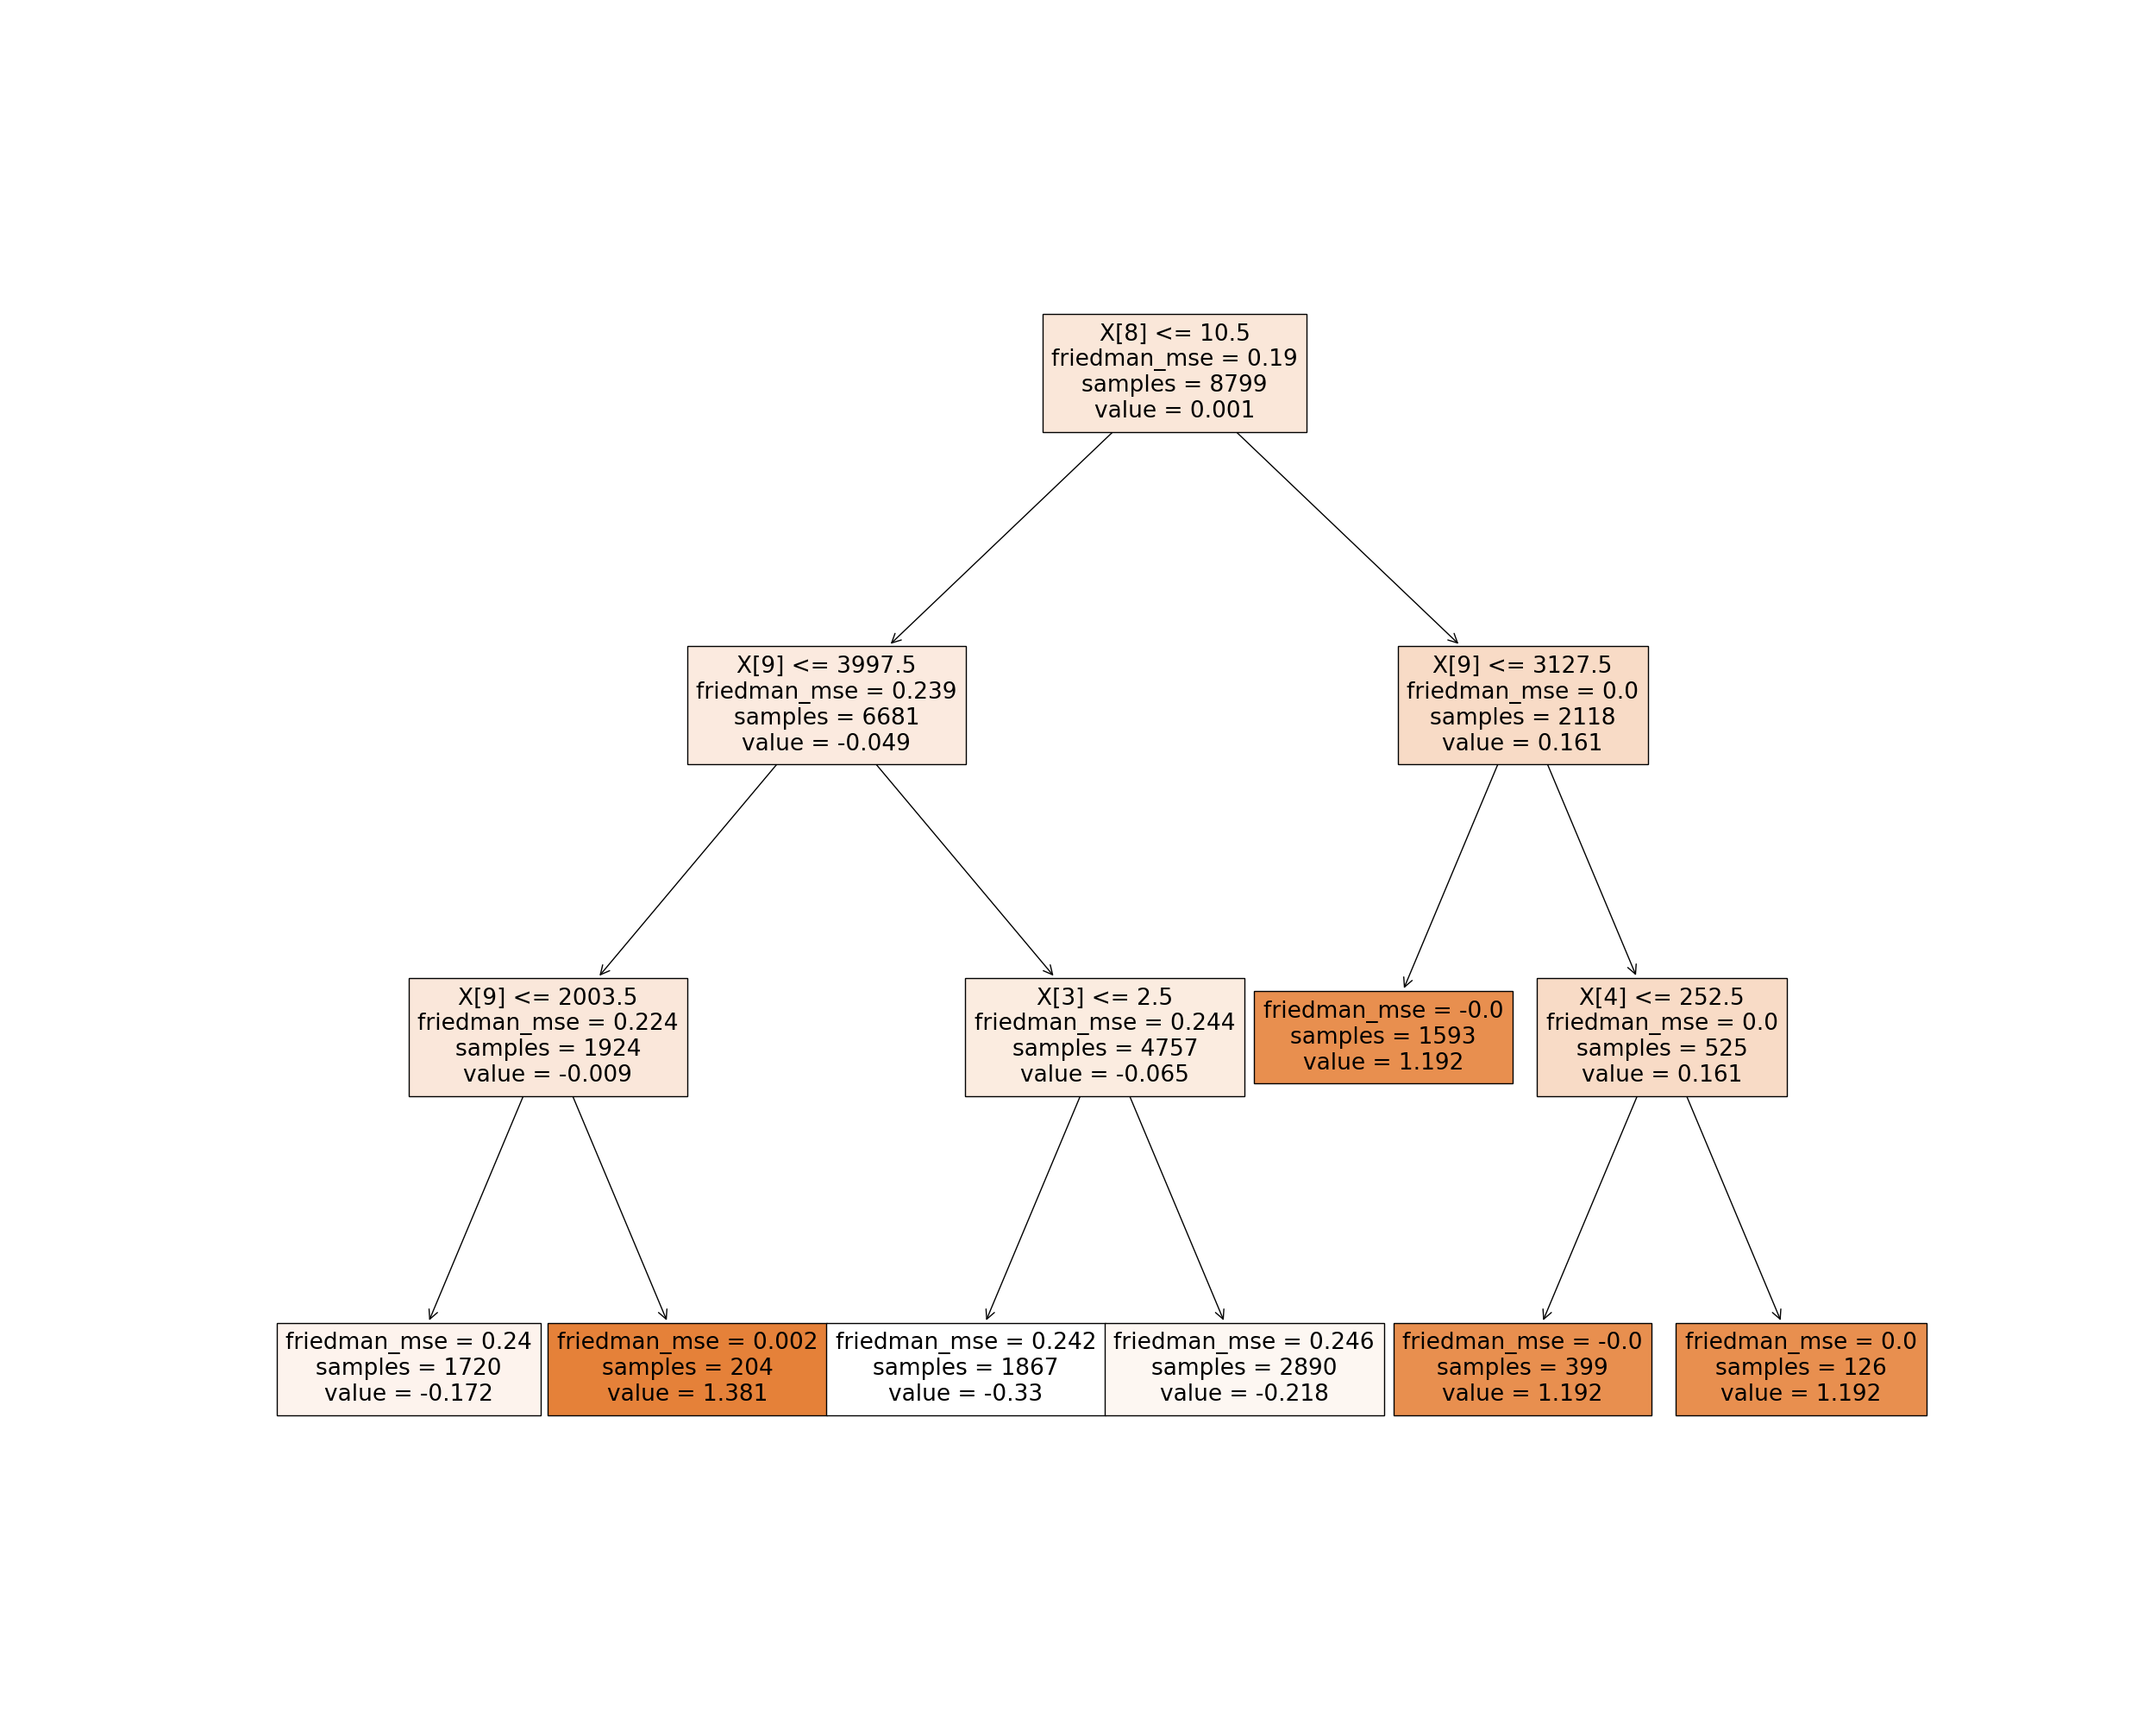 X[8] <= 10.5
friedman_mse = 0.19
samples = 8799
value = 0.001
X[9] <= 3997.5
friedman_mse = 0.239
samples = 6681
value = -0.049
X[9] <= 3127.5
friedman_mse = 0.0
samples = 2118
value = 0.161
X[9] <= 2003.5
friedman_mse = 0.224
samples = 1924
value = -0.009
X[3] <= 2.5
friedman_mse = 0.244
samples = 4757
value = -0.065
friedman_mse = -0.0
samples = 1593
value = 1.192
X[4] <= 252.5
friedman_mse = 0.0
samples = 525
value = 0.161
friedman_mse = 0.24
samples = 1720
value = -0.172
friedman_mse = 0.002
samples = 204
value = 1.381
friedman_mse = 0.242
samples = 1867
value = -0.33
friedman_mse = 0.246
samples = 2890
value = -0.218
friedman_mse = -0.0
samples = 399
value = 1.192
friedman_mse = 0.0
samples = 126
value = 1.192